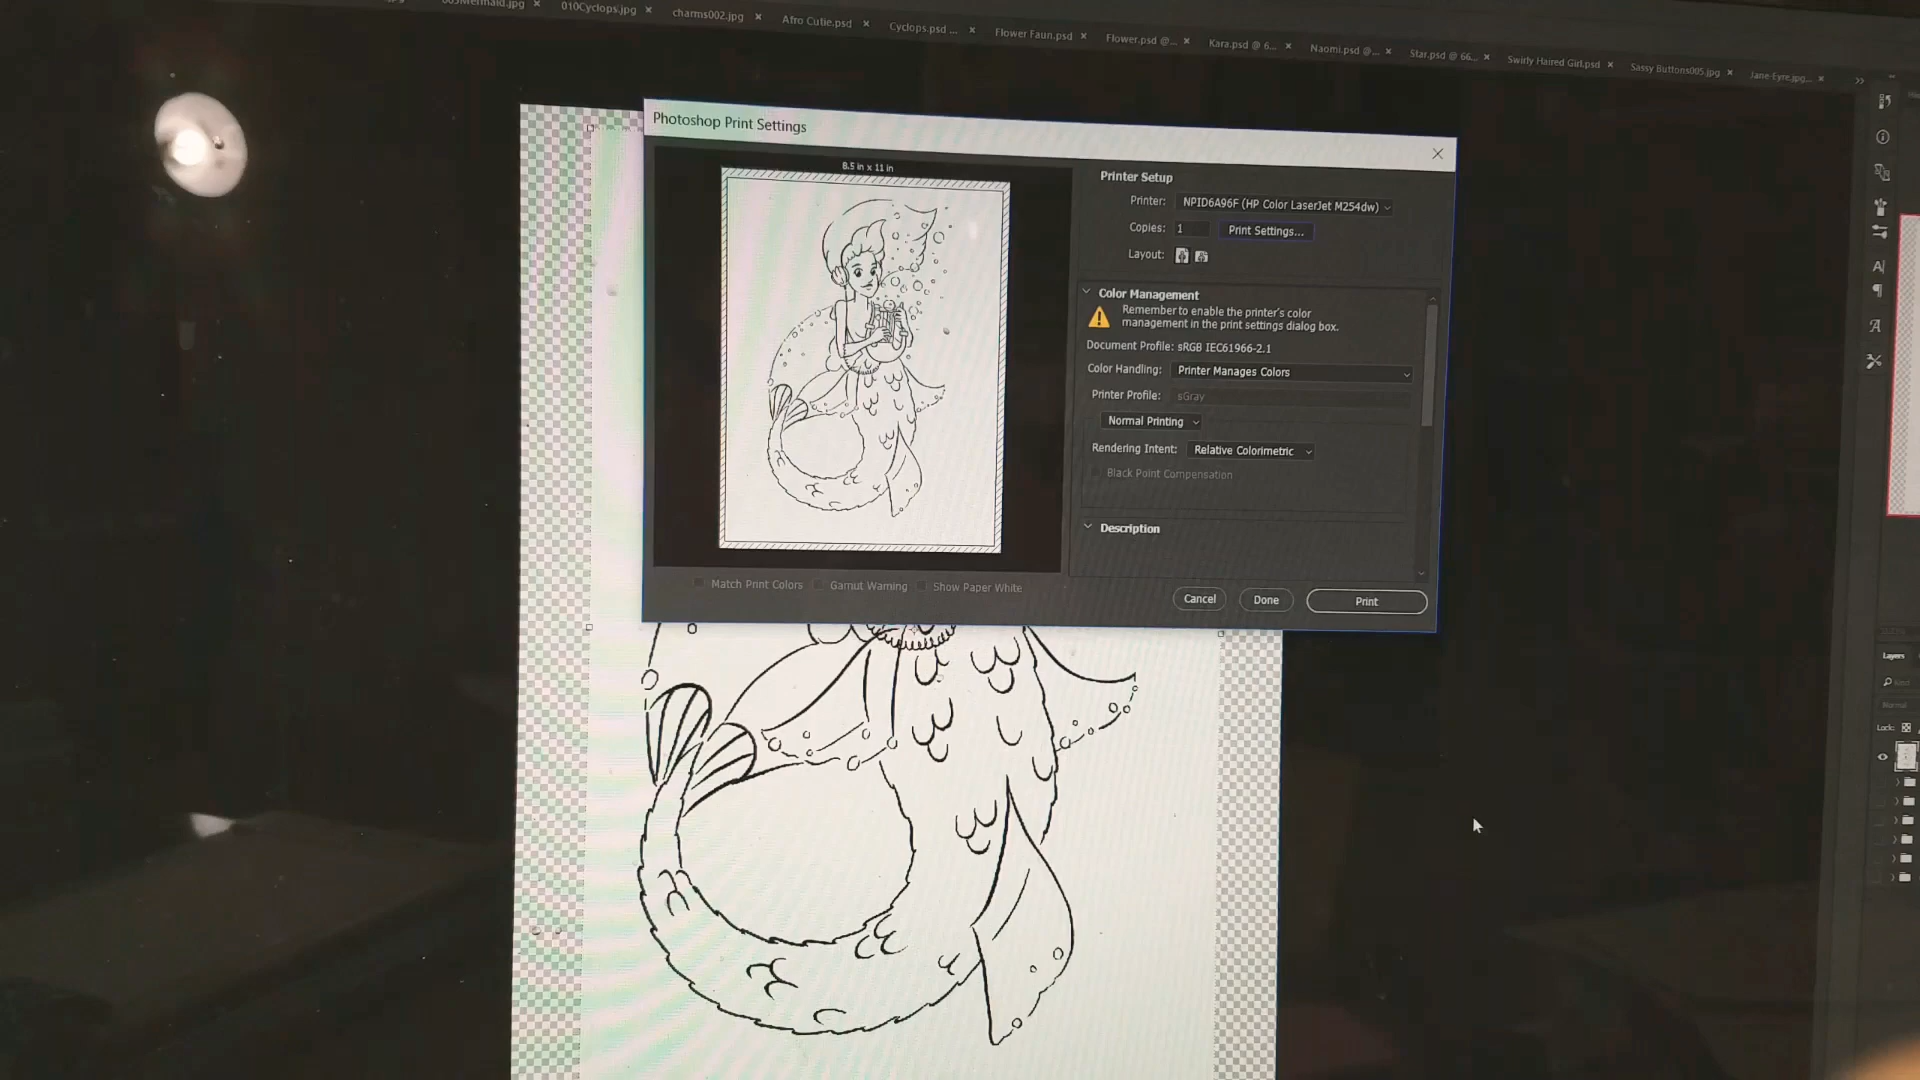 003Mermaid.jpg × 010Cyclops.jpg × charms002.jpg × Afro Cutie.psd × Cyclops.psd ... × Flower Faun.psd × Flower.psd @... × Kara.psd @ 6... × Naomi.psd @... × Star.psd @ 66... × Swirly Haired Girl.psd × Sassy Buttons005.jpg × Jane-Eyre.jpg... ×
Photoshop Print Settings
8.5 in x 11 in
Printer Setup
Printer: NPID6A96F (HP Color LaserJet M254dw)
Copies: 1 Print Settings...
Layout:
Color Management
Remember to enable the printer's color
management in the print settings dialog box.
Document Profile: sRGB IEC61966-2.1
Color Handling: Printer Manages Colors
Printer Profile: sGray
Normal Printing
Rendering Intent: Relative Colorimetric
Black Point Compensation
Description
Match Print Colors Gamut Warning Show Paper White
Cancel Done Print
Layers
Kind
Normal
Lock: